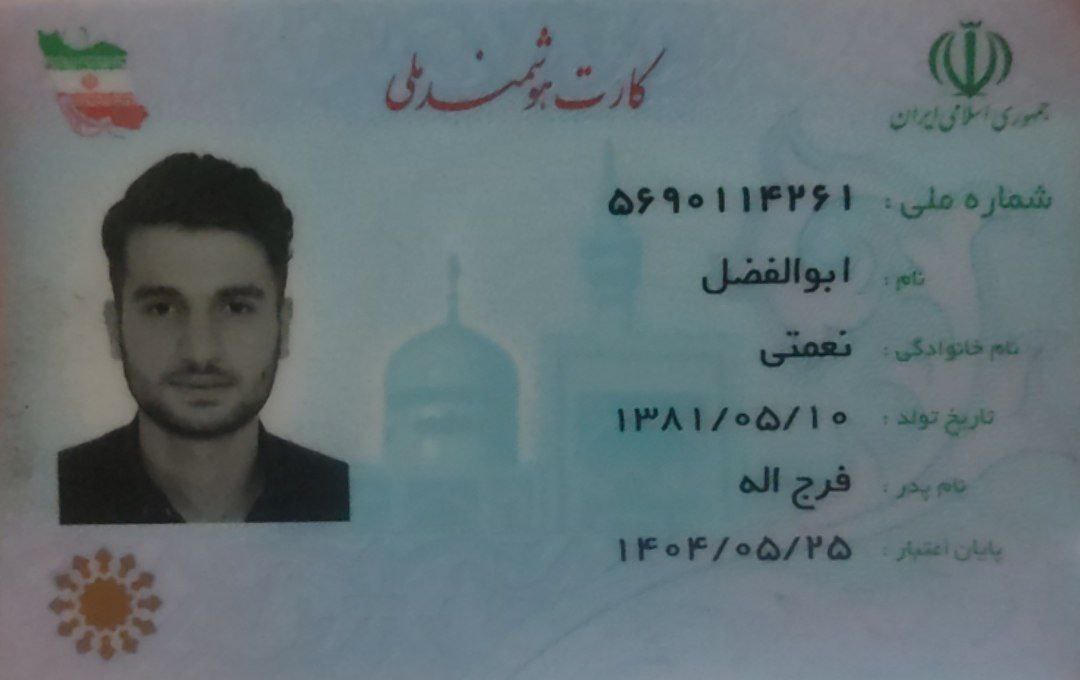 کارت هوشمند ملی
جمهوری اسلامی ایران
شماره ملی : ۵۶۹۰۱۱۴۲۶۱
نام : ابوالفضل
نام خانوادگی : نعمتی
تاریخ تولد : ۱۳۸۱/۰۵/۱۰
نام پدر : فرج اله
پایان اعتبار : ۱۴۰۴/۰۵/۲۵